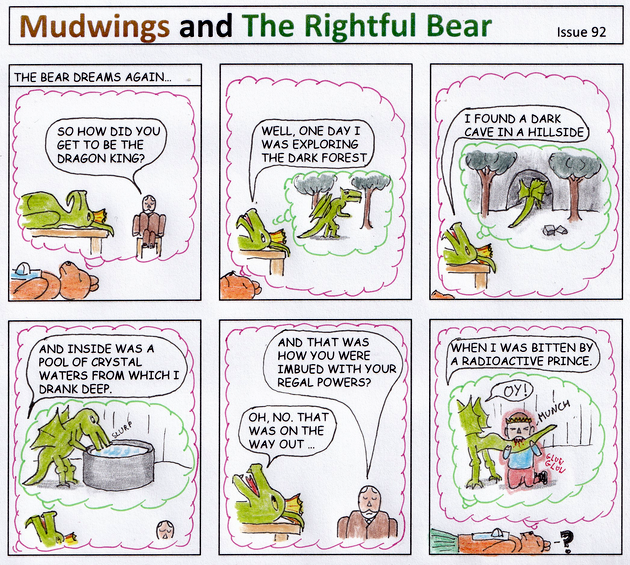 Mudwings and The Rightful Bear
Issue 92
THE BEAR DREAMS AGAIN...
SO HOW DID YOU
GET TO BE THE
DRAGON KING?
WELL, ONE DAY I
WAS EXPLORING
THE DARK FOREST
I FOUND A DARK
CAVE IN A HILLSIDE
AND INSIDE WAS A
POOL OF CRYSTAL
WATERS FROM WHICH I
DRANK DEEP.
SLURP
AND THAT WAS
HOW YOU WERE
IMBUED WITH YOUR
REGAL POWERS?
OH, NO. THAT
WAS ON THE
WAY OUT ...
WHEN I WAS BITTEN BY
A RADIOACTIVE PRINCE.
OY!
MUNCH
GLOW
GLOW
?